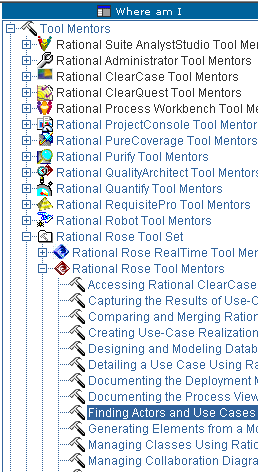 Where am I
Tool Mentors
Rational Suite AnalystStudio Tool Mer
Rational Administrator Tool Mentors
Rational ClearCase Tool Mentors
Rational ClearQuest Tool Mentors
Rational Process Workbench Tool Me
Rational ProjectConsole Tool Mentor
Rational PureCoverage Tool Mentors
Rational Purify Tool Mentors
Rational QualityArchitect Tool Mentor
Rational Quantify Tool Mentors
Rational RequisitePro Tool Mentors
Rational Robot Tool Mentors
Rational Rose Tool Set
Rational Rose RealTime Tool Mer
Rational Rose Tool Mentors
Accessing Rational ClearCase
Capturing the Results of Use-C
Comparing and Merging Ration
Creating Use-Case Realization
Designing and Modeling Datab
Detailing a Use Case Using Ra
Documenting the Deployment M
Documenting the Process View
Finding Actors and Use Cases
Generating Elements from a Mo
Managing Classes Using Ratio
Managing Collaboration Diagra